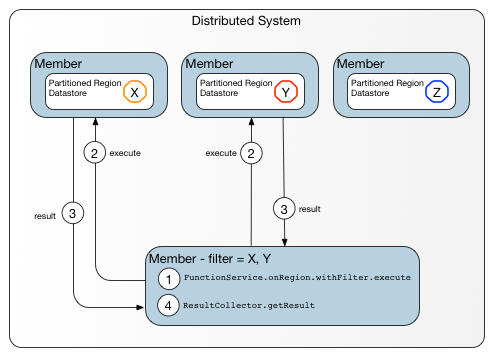 Distributed System
Member
Partitioned Region
Datastore
X
Member
Partitioned Region
Datastore
Y
Member
Partitioned Region
Datastore
Z
2
execute
execute
2
result
3
3
result
Member - filter = X, Y
1
FunctionService.onRegion.withFilter.execute
4
ResultCollector.getResult